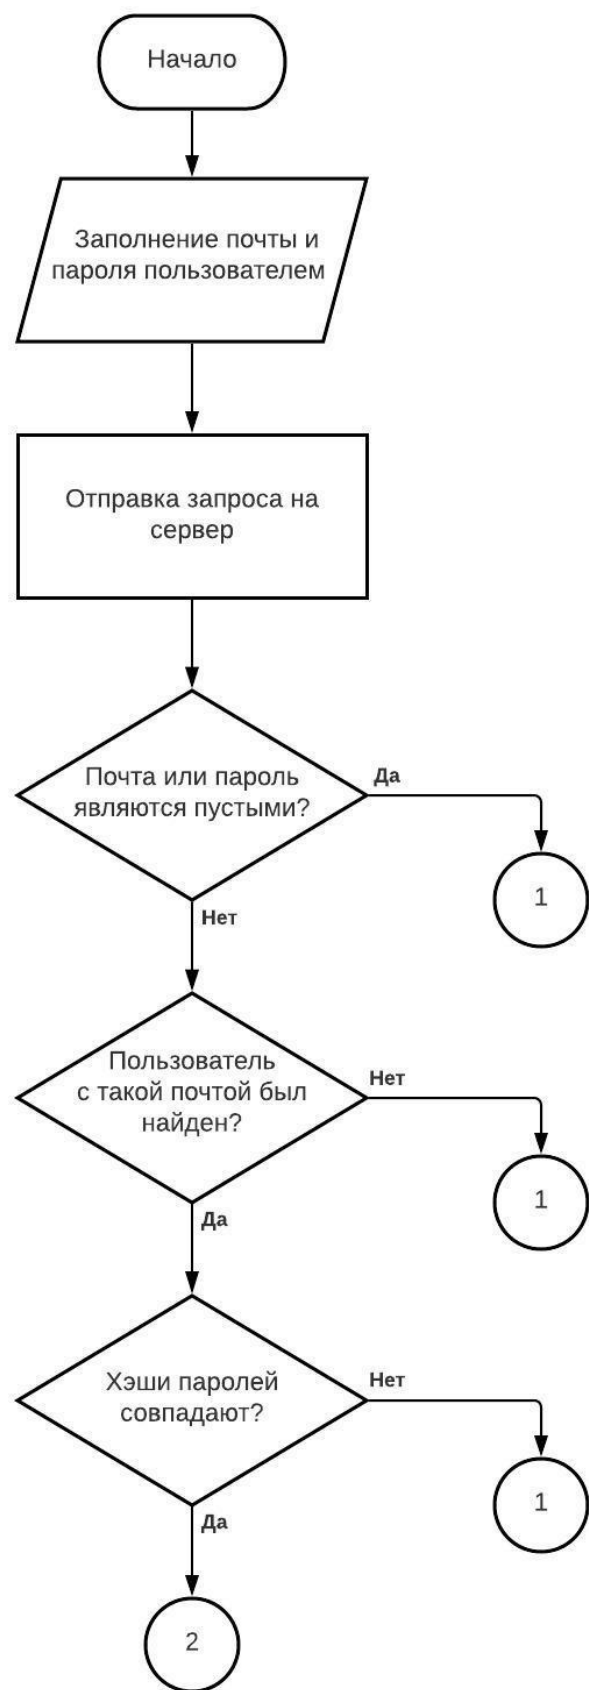 Начало
Заполнение почты и
пароля пользователем
Отправка запроса на
сервер
Почта или пароль
являются пустыми?
Да
1
Нет
Пользователь
с такой почтой был
найден?
Нет
1
Да
Хэши паролей
совпадают?
Нет
1
Да
2